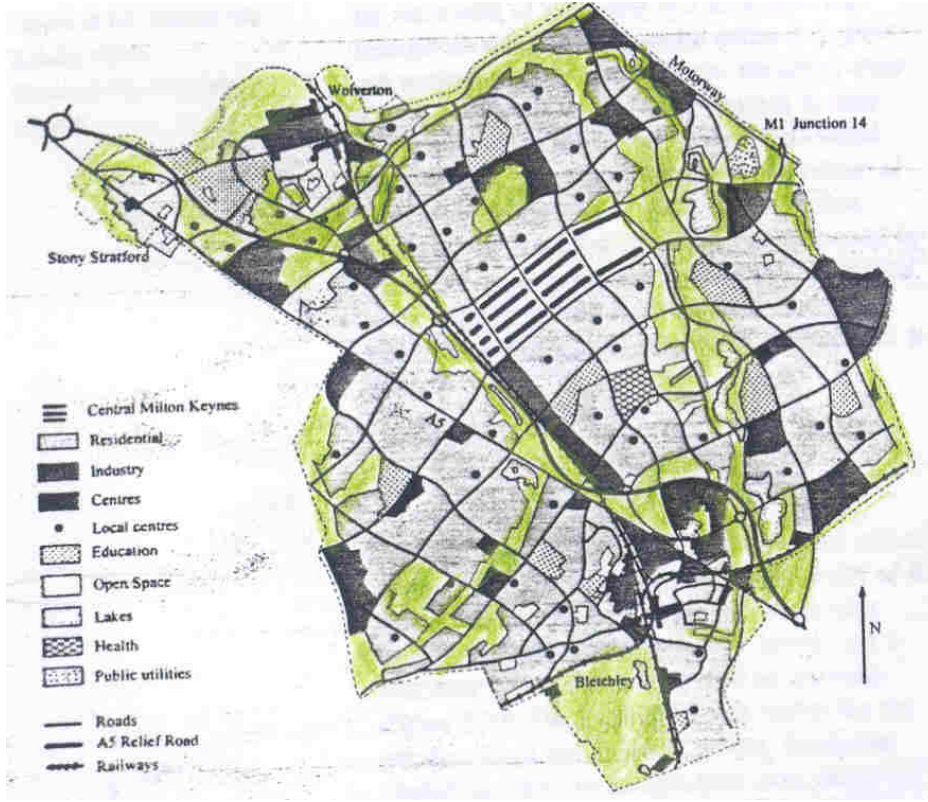 Wolverton
Motorway
M1 Junction 14
Stony Stratford
A5
Central Milton Keynes
Residential
Industry
Centres
Local centres
Education
Open Space
Lakes
Health
Public utilities
Roads
A5 Relief Road
Railways
Bletchley
N